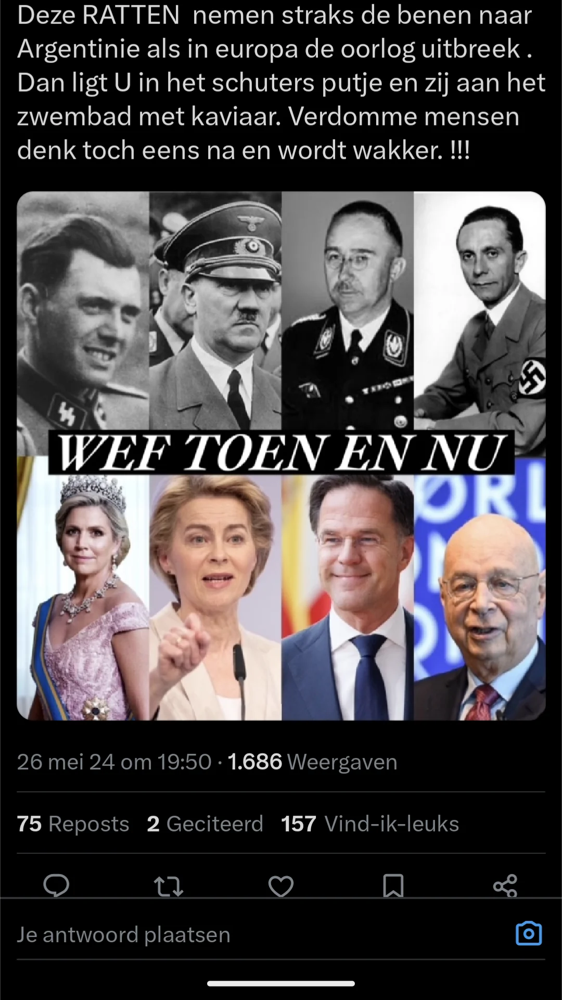 Deze RATTEN  nemen straks de benen naar
Argentinie als in europa de oorlog uitbreek .
Dan ligt U in het schuters putje en zij aan het
zwembad met kaviaar. Verdomme mensen
denk toch eens na en wordt wakker. !!!
WEF TOEN EN NU
ORL
26 mei 24 om 19:50 · 1.686 Weergaven
75 Reposts 2 Geciteerd 157 Vind-ik-leuks
Je antwoord plaatsen